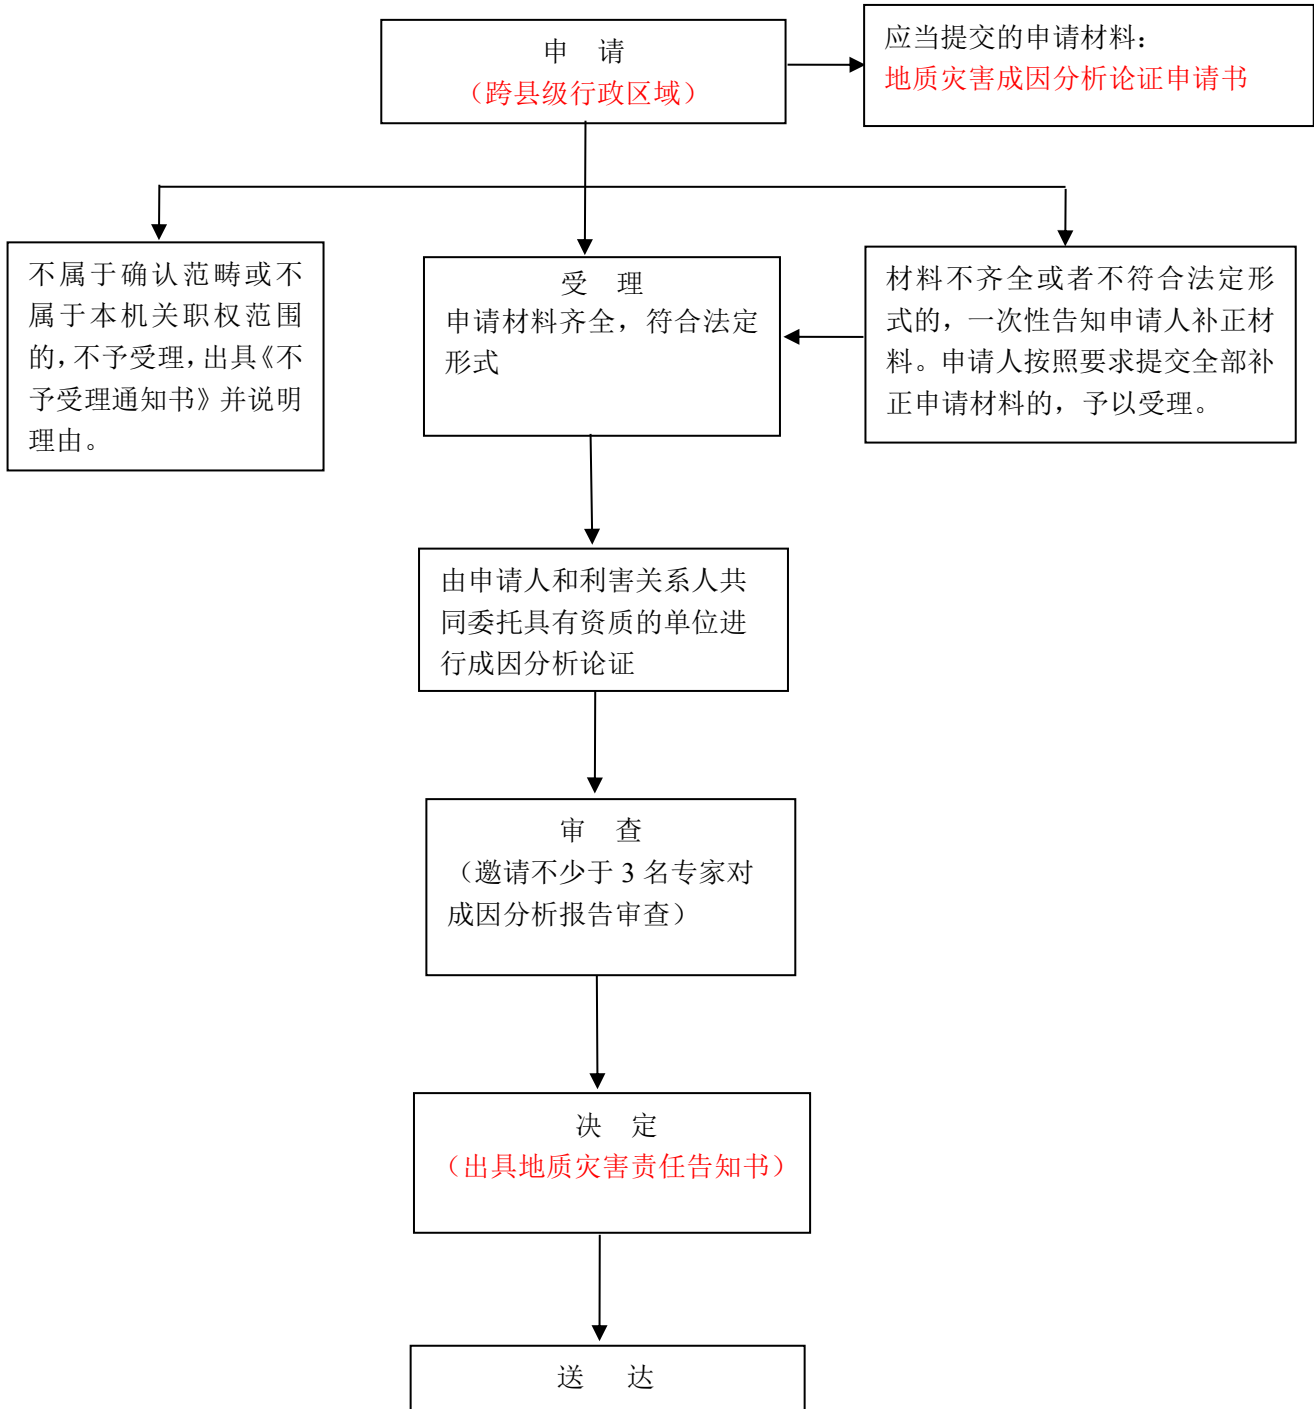 申 请
（跨县级行政区域）
应当提交的申请材料：
地质灾害成因分析论证申请书
不属于确认范畴或不
属于本机关职权范围
的，不予受理，出具《不
予受理通知书》并说明
理由。
受 理
申请材料齐全，符合法定
形式
材料不齐全或者不符合法定形
式的，一次性告知申请人补正材
料。申请人按照要求提交全部补
正申请材料的，予以受理。
由申请人和利害关系人共
同委托具有资质的单位进
行成因分析论证
审 查
（邀请不少于 3 名专家对
成因分析报告审查）
决 定
（出具地质灾害责任告知书）
送 达